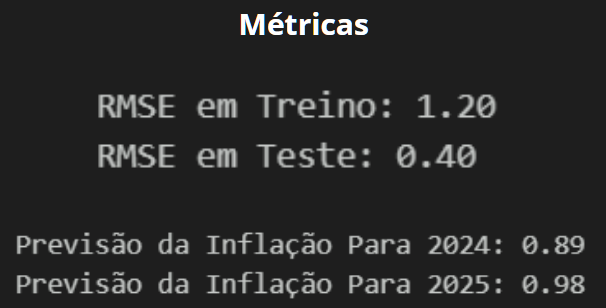 Métricas
RMSE em Treino: 1.20
RMSE em Teste: 0.40
Previsão da Inflação Para 2024: 0.89
Previsão da Inflação Para 2025: 0.98